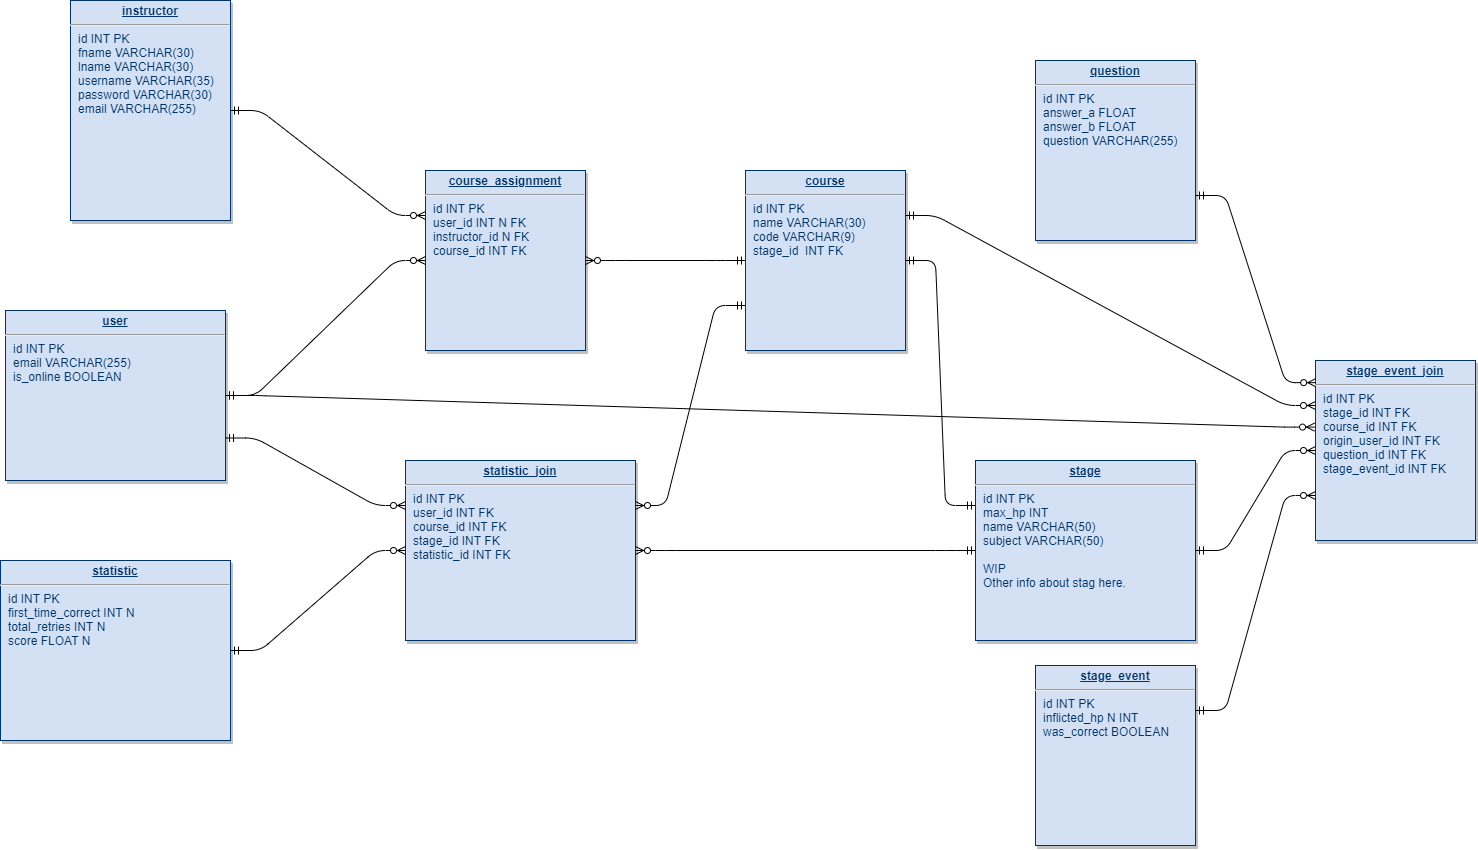 instructor
id INT PK
fname VARCHAR(30)
lname VARCHAR(30)
username VARCHAR(35)
password VARCHAR(30)
email VARCHAR(255)
question
id INT PK
answer_a FLOAT
answer_b FLOAT
question VARCHAR(255)
course_assignment
id INT PK
user_id INT N FK
instructor_id N FK
course_id INT FK
course
id INT PK
name VARCHAR(30)
code VARCHAR(9)
stage_id  INT FK
user
id INT PK
email VARCHAR(255)
is_online BOOLEAN
stage_event_join
id INT PK
stage_id INT FK
course_id INT FK
origin_user_id INT FK
question_id INT FK
stage_event_id INT FK
statistic_join
id INT PK
user_id INT FK
course_id INT FK
stage_id INT FK
statistic_id INT FK
stage
id INT PK
max_hp INT
name VARCHAR(50)
subject VARCHAR(50)
WIP
Other info about stag here.
statistic
id INT PK
first_time_correct INT N
total_retries INT N
score FLOAT N
stage_event
id INT PK
inflicted_hp N INT
was_correct BOOLEAN